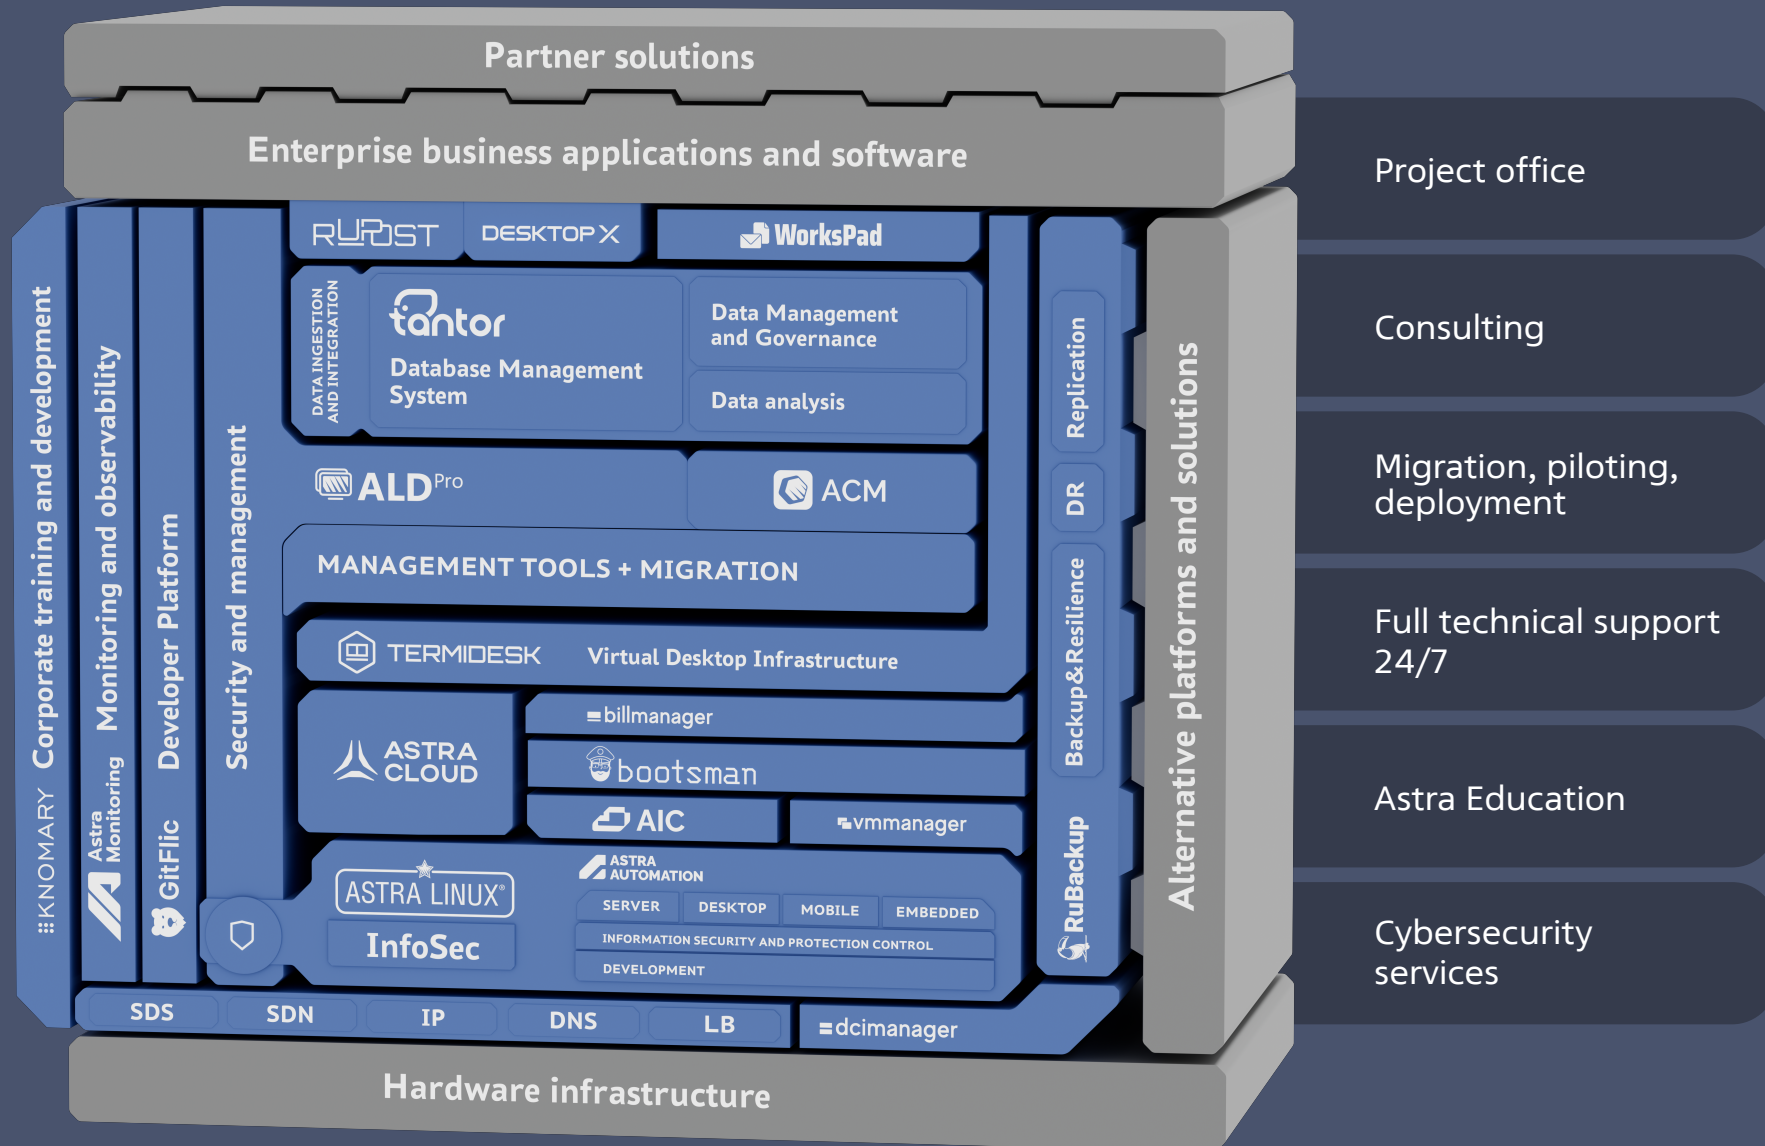 Partner solutions
Enterprise business applications and software
KNOMARY Corporate training and development
Astra
Monitoring
Monitoring and observability
GitFlic Developer Platform
Security and management
RUPOST
DESKTOP X
WorksPad
DATA INGESTION
AND INTEGRATION
tantor
Database Management
System
Data Management
and Governance
Data analysis
ALD Pro
ACM
MANAGEMENT TOOLS + MIGRATION
TERMIDESK
Virtual Desktop Infrastructure
ASTRA
CLOUD
billmanager
bootsman
AIC
vmmanager
ASTRA LINUX®
InfoSec
ASTRA
AUTOMATION
SERVER
DESKTOP
MOBILE
EMBEDDED
INFORMATION SECURITY AND PROTECTION CONTROL
DEVELOPMENT
Replication
DR
Backup&Resilience
RuBackup
Alternative platforms and solutions
SDS
SDN
IP
DNS
LB
dcimanager
Hardware infrastructure
Project office
Consulting
Migration, piloting,
deployment
Full technical support
24/7
Astra Education
Cybersecurity
services